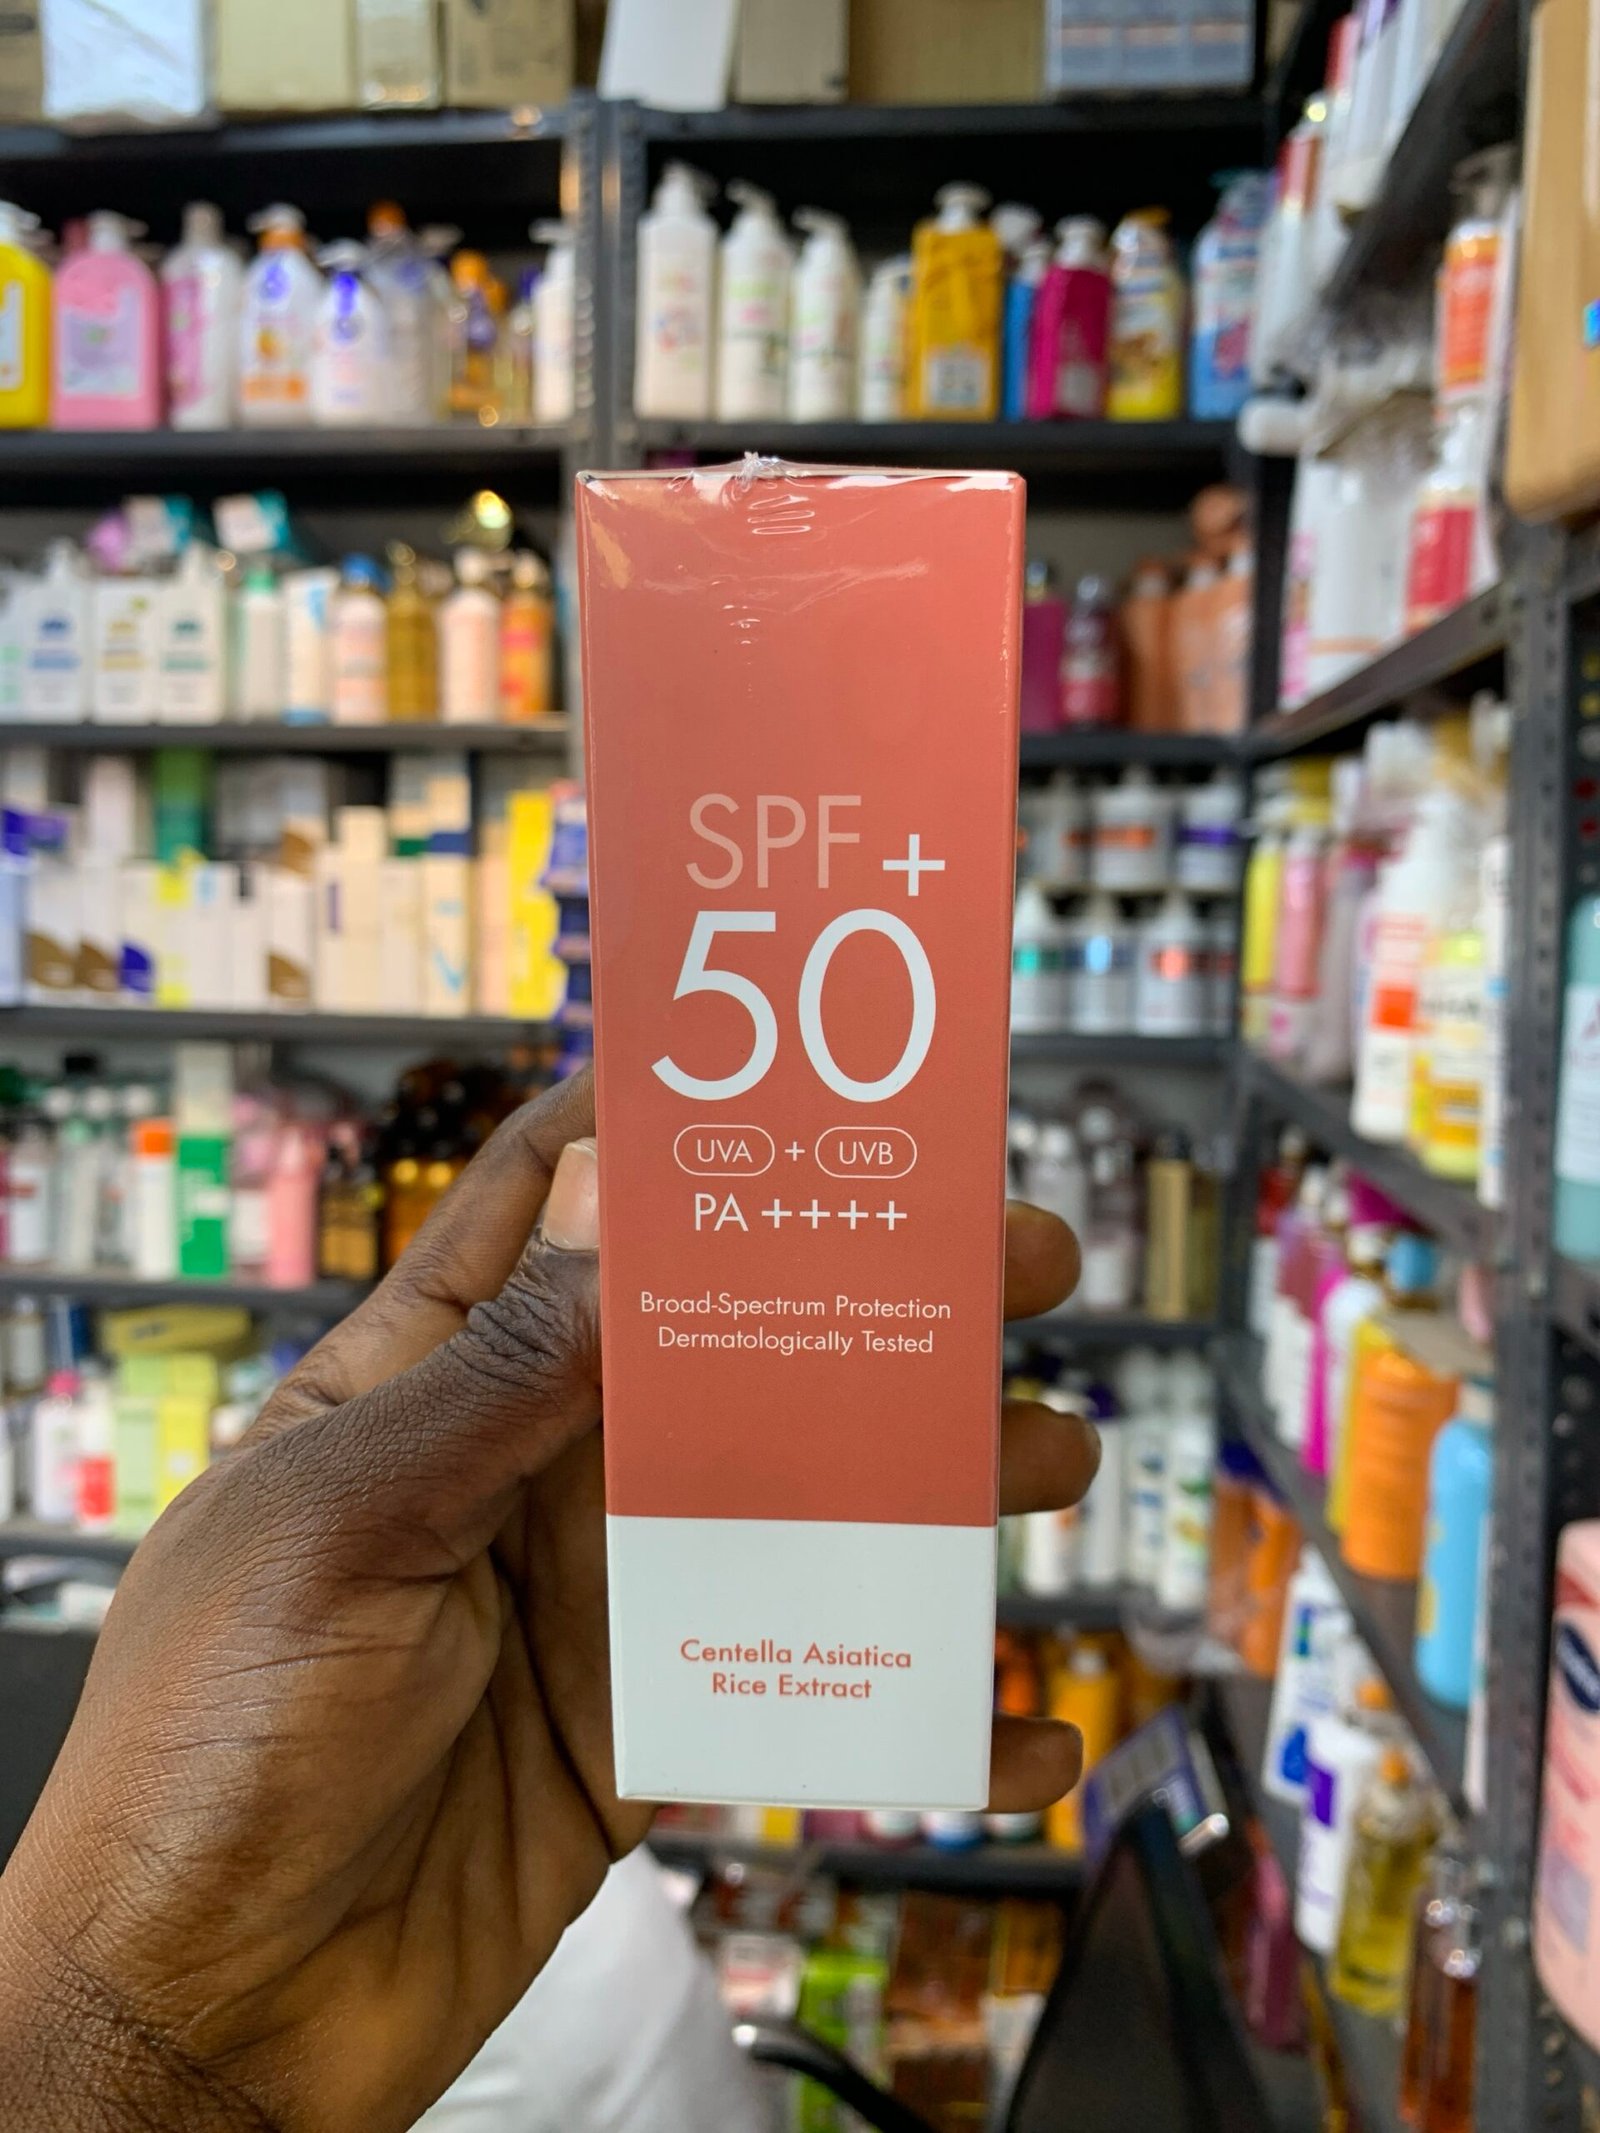 SPF+
50
UVA + UVB
PA ++++
Broad-Spectrum Protection
Dermatologically Tested
Centella Asiatica
Rice Extract